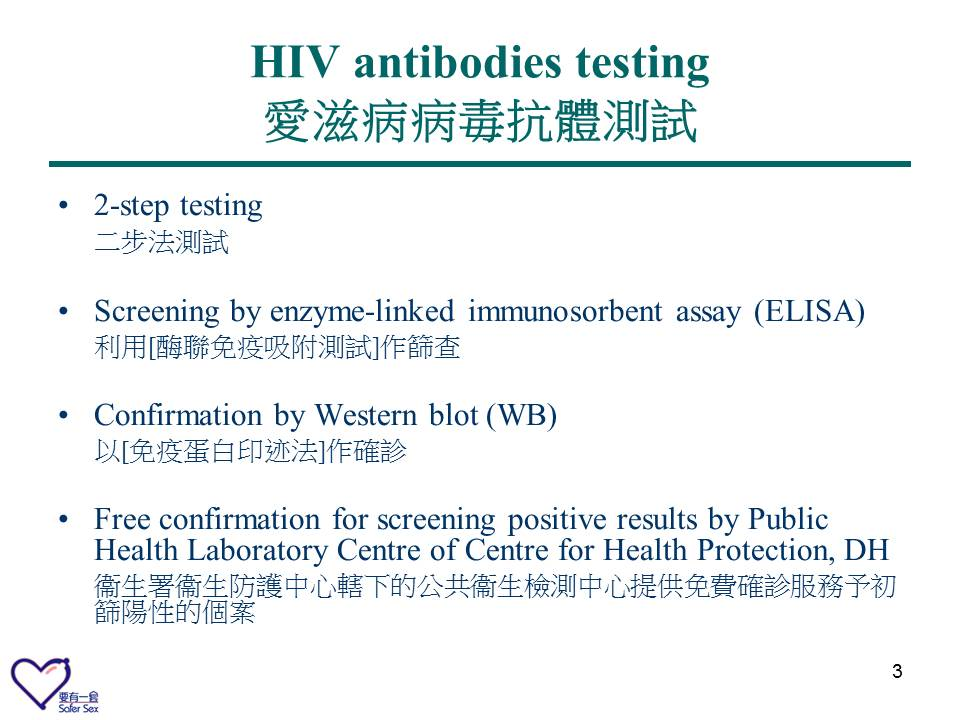 HIV antibodies testing
愛滋病病毒抗體測試
• 2-step testing
二步法測試
• Screening by enzyme-linked immunosorbent assay (ELISA)
利用[酶聯免疫吸附測試]作篩查
• Confirmation by Western blot (WB)
以[免疫蛋白印迹法]作確診
• Free confirmation for screening positive results by Public
Health Laboratory Centre of Centre for Health Protection, DH
衞生署衞生防護中心轄下的公共衞生檢測中心提供免費確診服務予初
篩陽性的個案
要有一套
Safer Sex
3